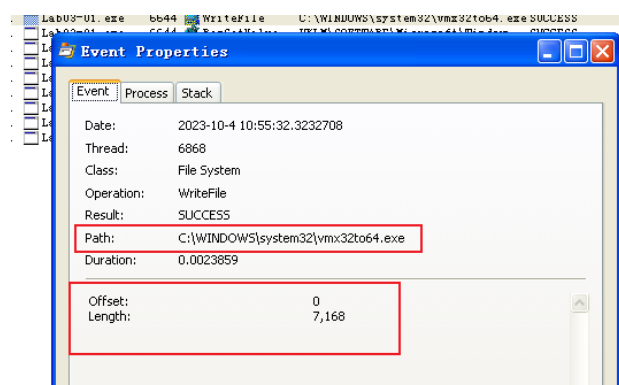 Lab03-01.exe 6644 WriteFile C:\WINDOWS\system32\vmx32to64.exe SUCCESS
Event Properties
Event Process Stack
Date: 2023-10-4 10:55:32.3232708
Thread: 6868
Class: File System
Operation: WriteFile
Result: SUCCESS
Path: C:\WINDOWS\system32\vmx32to64.exe
Duration: 0.0023859
Offset: 0
Length: 7,168